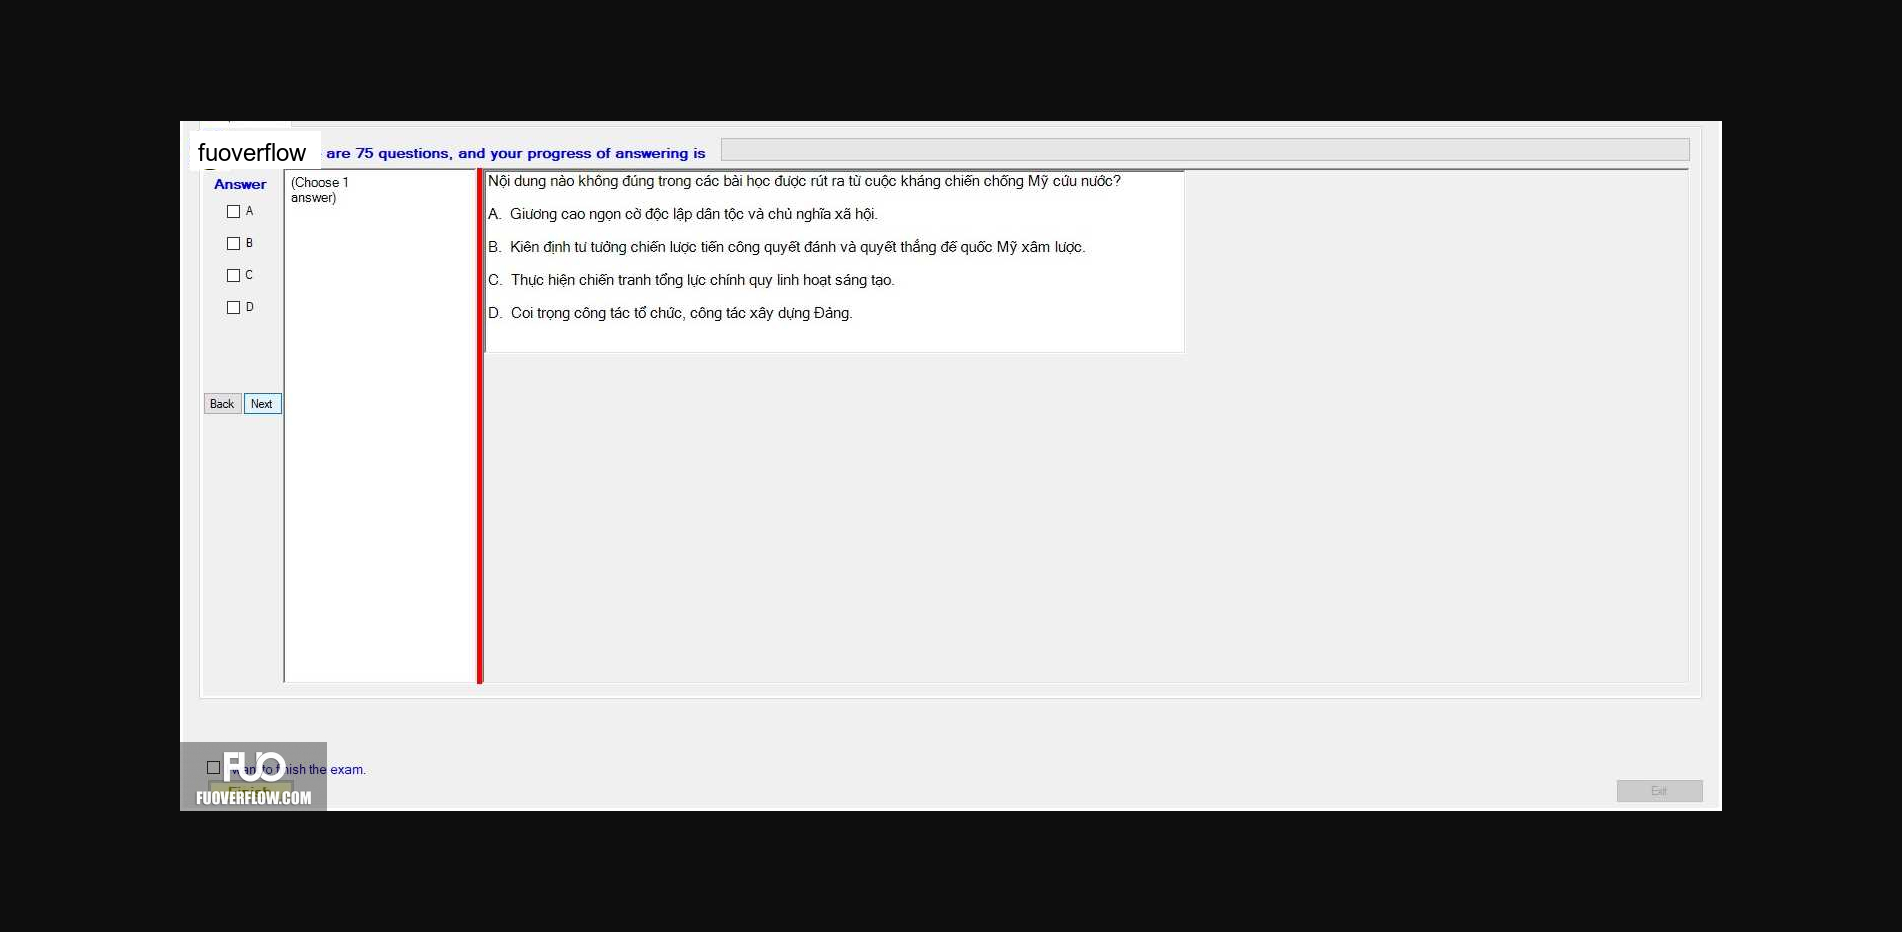 fuoverflow are 75 questions, and your progress of answering is
Answer
A
B
C
D
Back Next
(Choose 1
answer)
Nội dung nào không đúng trong các bài học được rút ra từ cuộc kháng chiến chống Mỹ cứu nước?
A. Giương cao ngọn cờ độc lập dân tộc và chủ nghĩa xã hội.
B. Kiên định tư tưởng chiến lược tiến công quyết đánh và quyết thắng đế quốc Mỹ xâm lược.
C. Thực hiện chiến tranh tổng lực chính quy linh hoạt sáng tạo.
D. Coi trọng công tác tổ chức, công tác xây dựng Đảng.
FUO
want to finish the exam.
Finish
FUOVERFLOW.COM
Exit